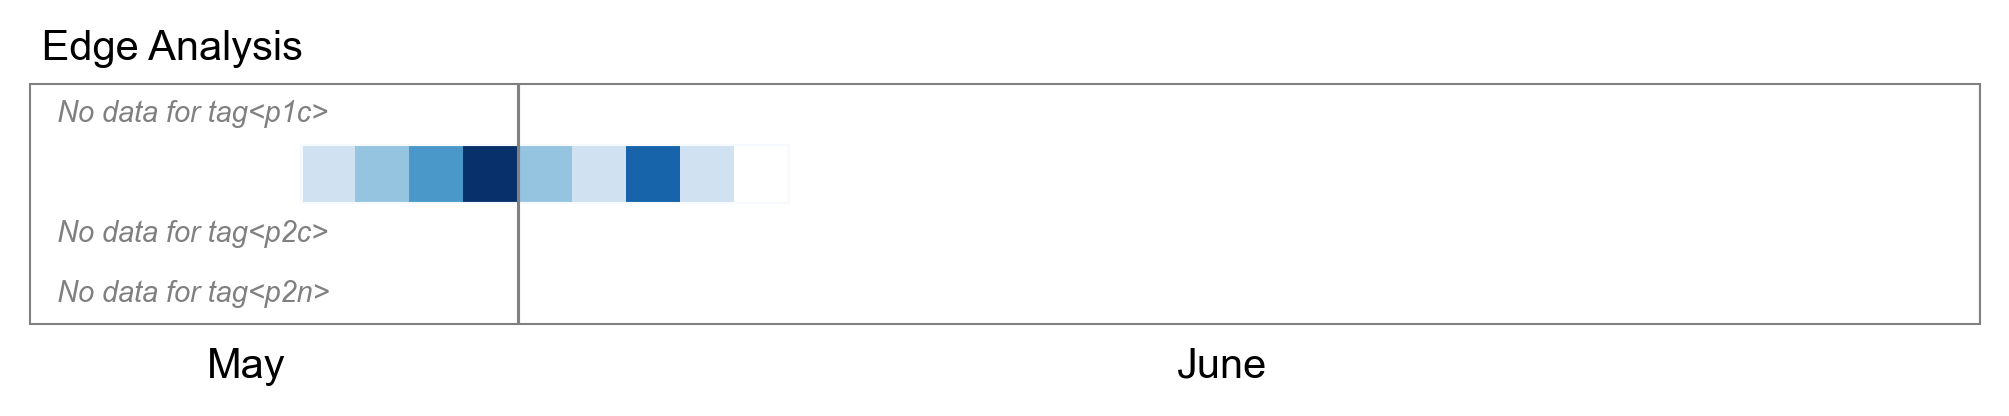 Edge Analysis
No data for tag<p1c>
No data for tag<p2c>
No data for tag<p2n>
May
June